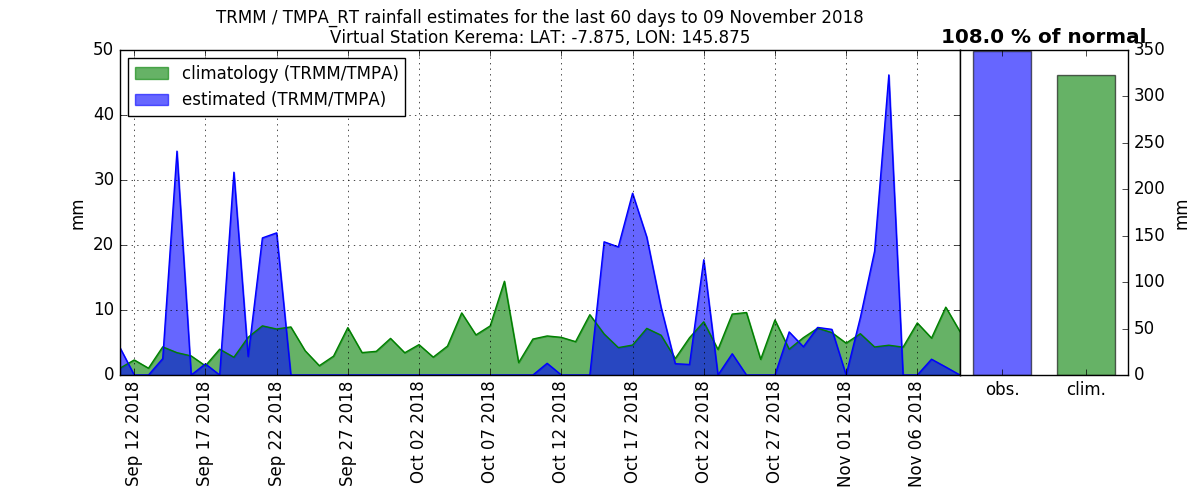 TRMM / TMPA_RT rainfall estimates for the last 60 days to 09 November 2018
Virtual Station Kerema: LAT: -7.875, LON: 145.875
108.0 % of normal
climatology (TRMM/TMPA)
estimated (TRMM/TMPA)
50
40
30
20
10
0
mm
350
300
250
200
150
100
50
0
mm
obs.
clim.
Sep 12 2018
Sep 17 2018
Sep 22 2018
Sep 27 2018
Oct 02 2018
Oct 07 2018
Oct 12 2018
Oct 17 2018
Oct 22 2018
Oct 27 2018
Nov 01 2018
Nov 06 2018